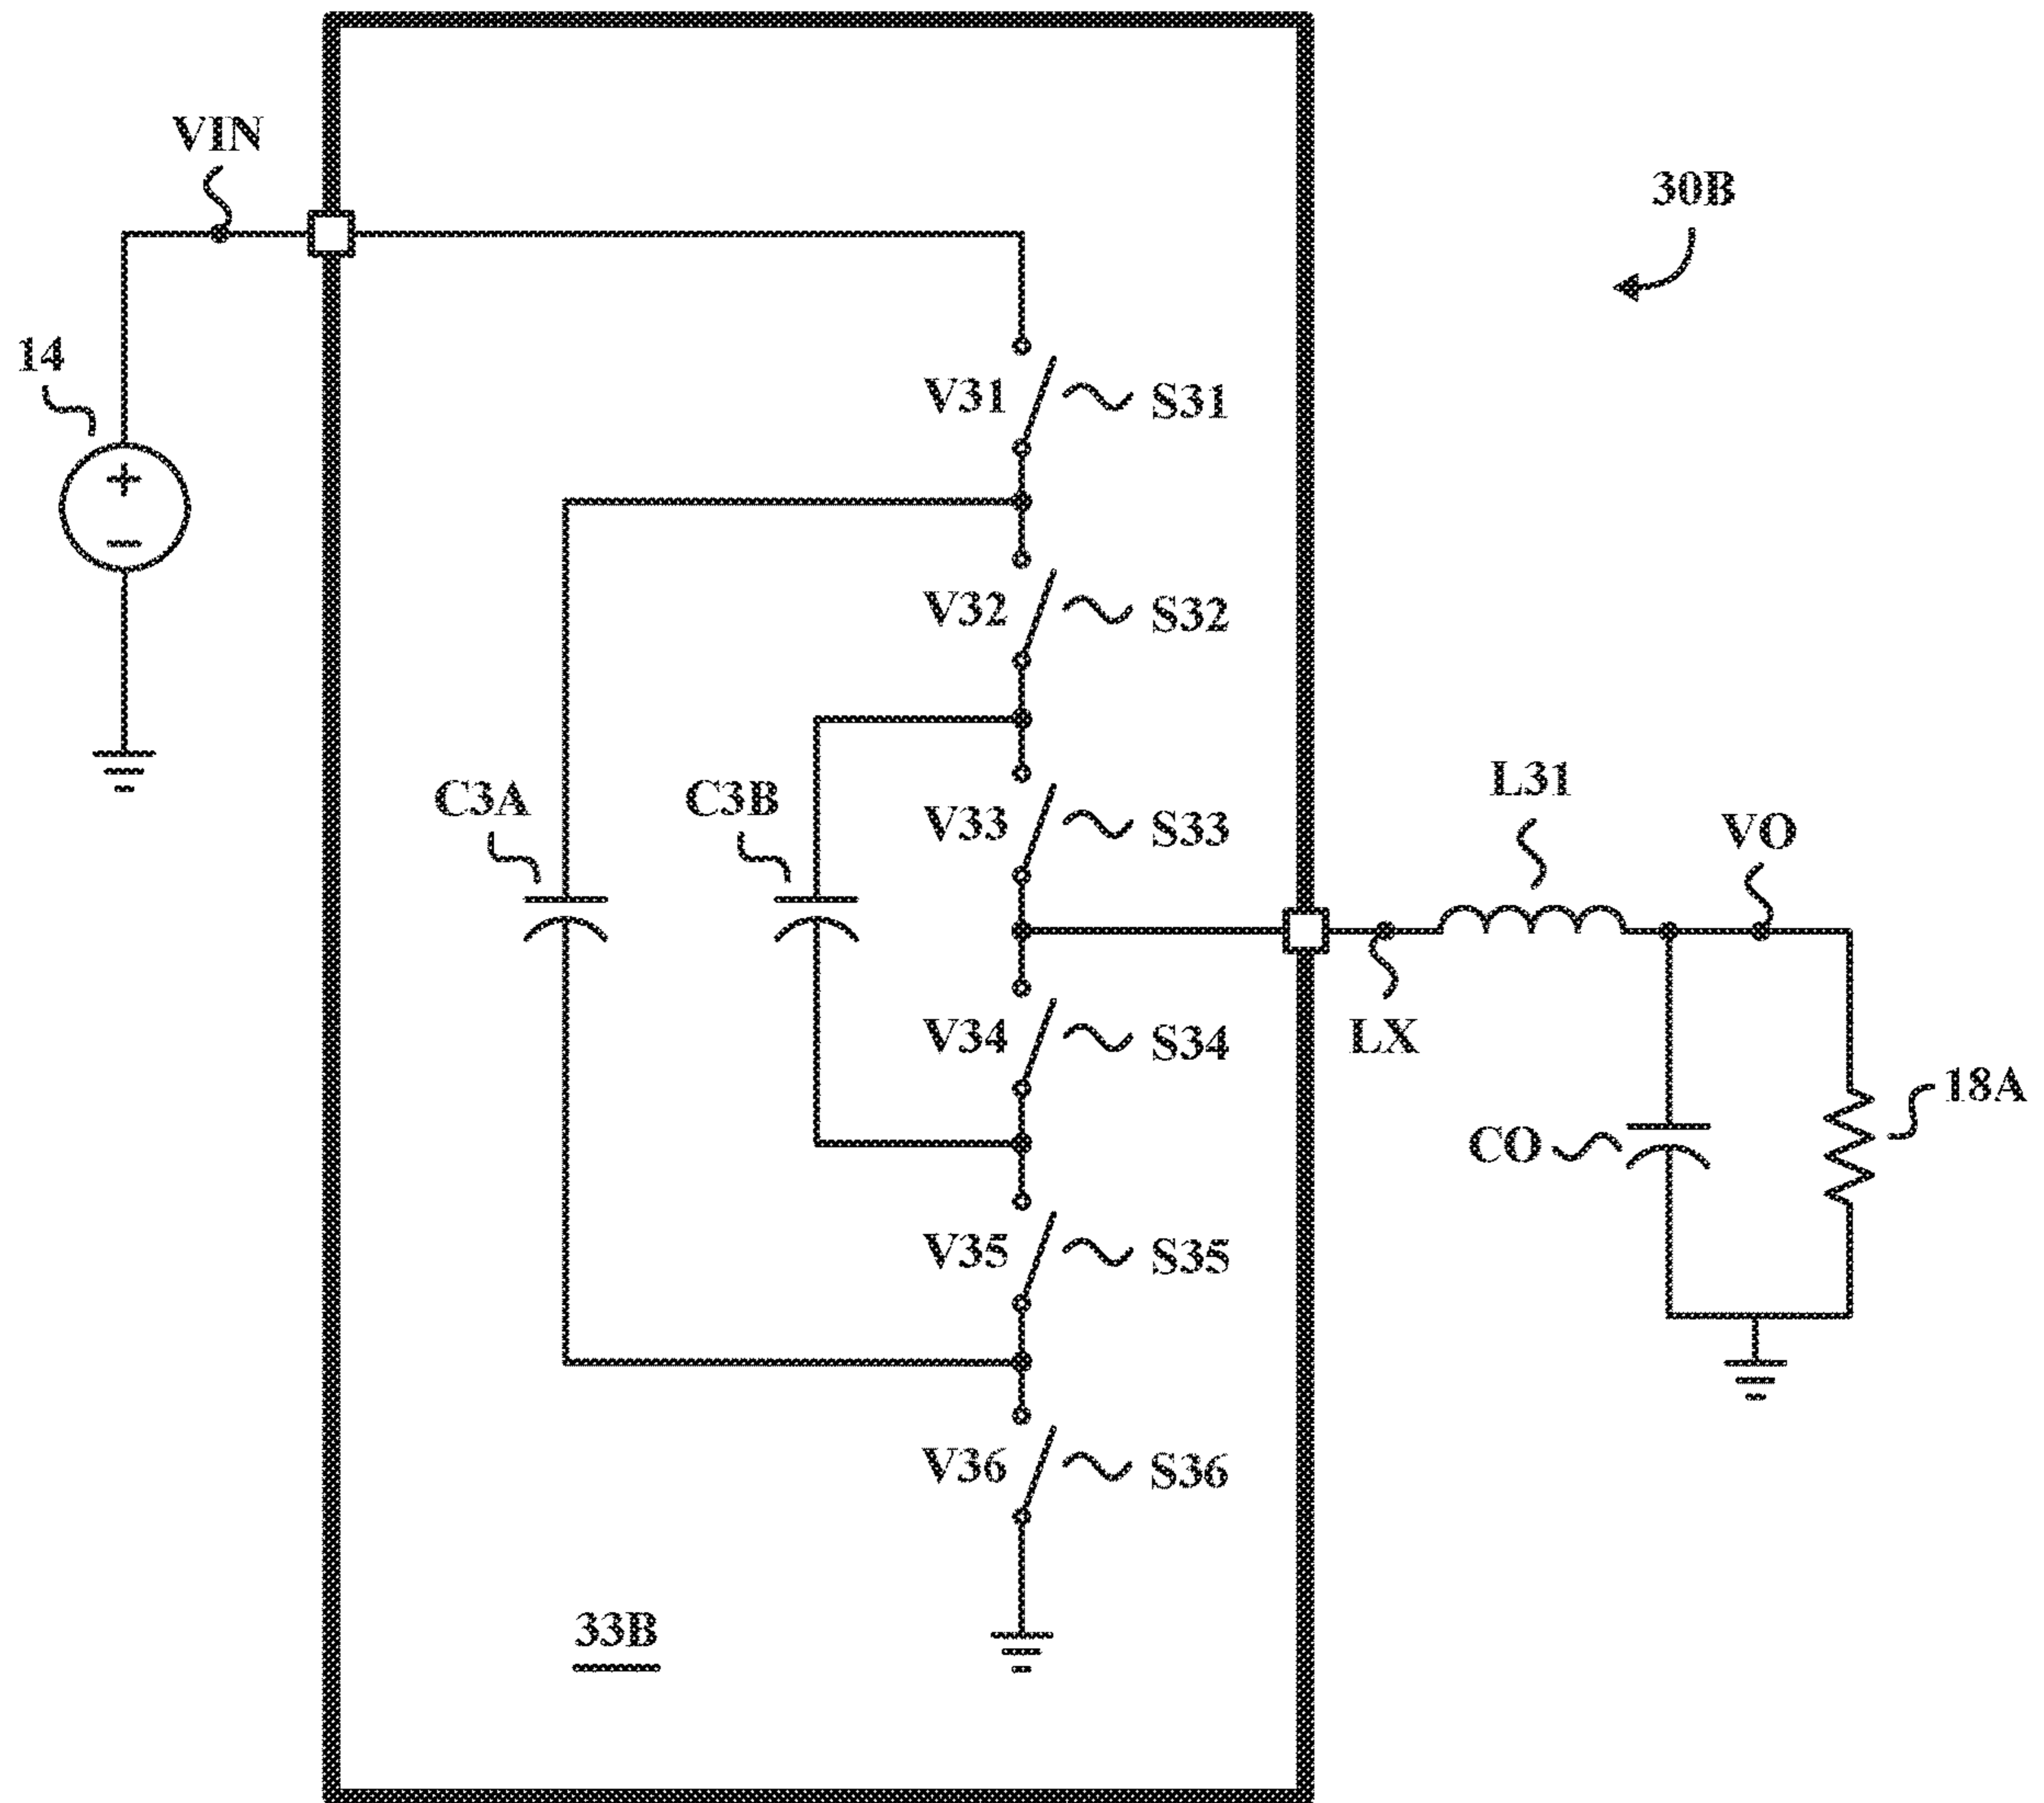 VIN
30B
14
V31 S31
V32 S32
C3A C3B V33 S33 L31 VO
V34 S34 LX
CO 18A
V35 S35
V36 S36
33B